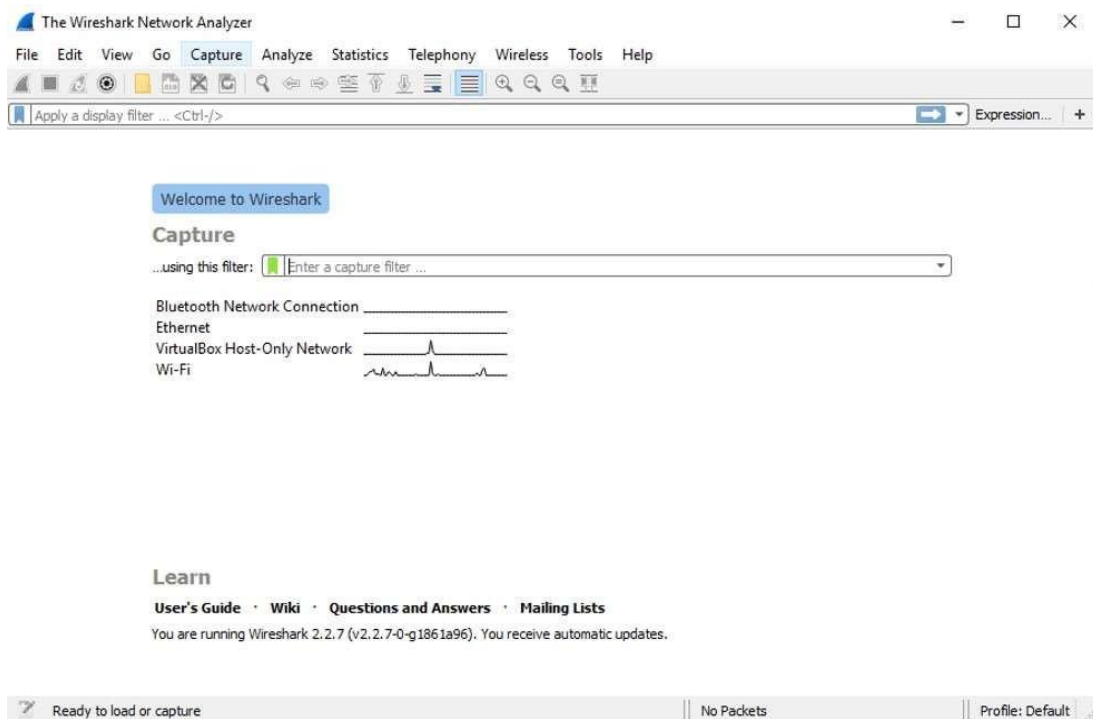 The Wireshark Network Analyzer
File Edit View Go Capture Analyze Statistics Telephony Wireless Tools Help
Apply a display filter ... <Ctrl-/> Expression... +
Welcome to Wireshark
Capture
...using this filter: Enter a capture filter ...
Bluetooth Network Connection
Ethernet
VirtualBox Host-Only Network
Wi-Fi
Learn
User's Guide · Wiki · Questions and Answers · Mailing Lists
You are running Wireshark 2.2.7 (v2.2.7-0-g1861a96). You receive automatic updates.
Ready to load or capture No Packets Profile: Default